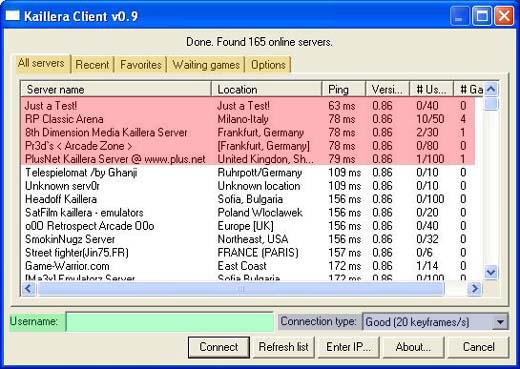 Kaillera Client v0.9
Done. Found 165 online servers.
All servers Recent Favorites Waiting games Options
Server name Location Ping Versi... # Us... # Ga
Just a Test! Just a Test! 63 ms 0.86 0/40 0
RP Classic Arena Milano-Italy 78 ms 0.86 10/50 4
8th Dimension Media Kaillera Server Frankfurt, Germany 78 ms 0.86 2/30 1
Pr3d's < Arcade Zone > [Frankfurt, Germany] 78 ms 0.86 0/80 0
PlusNet Kaillera Server @ www.plus.net United Kingdon, Sh... 79 ms 0.86 1/100 1
Telespielomat /by Ghanji Ruhrpott/Germany 109 ms 0.86 0/10 0
Unknown serv0r Unknown location 109 ms 0.86 0/10 0
Headoff Kaillera Sofia, Bulgaria 156 ms 0.86 0/100 0
SatFilm kaillera - emulators Poland Wloclawek 156 ms 0.86 0/20 0
o0O Retrospect Arcade O0o Europe [UK] 156 ms 0.86 0/40 0
SmokinNugz Server Northeast, USA 156 ms 0.86 0/32 0
Street fighter(Jin75.FR) FRANCE (PARIS) 157 ms 0.86 0/6 0
Game-Warrior.com East Coast 172 ms 0.86 1/14 0
[Ma3x] Emulatorz Server Sofia Bulgaria 172 ms 0.86 0/50 0
Username: Connection type: Good (20 keyframes/s)
Connect Refresh list Enter IP... About... Cancel